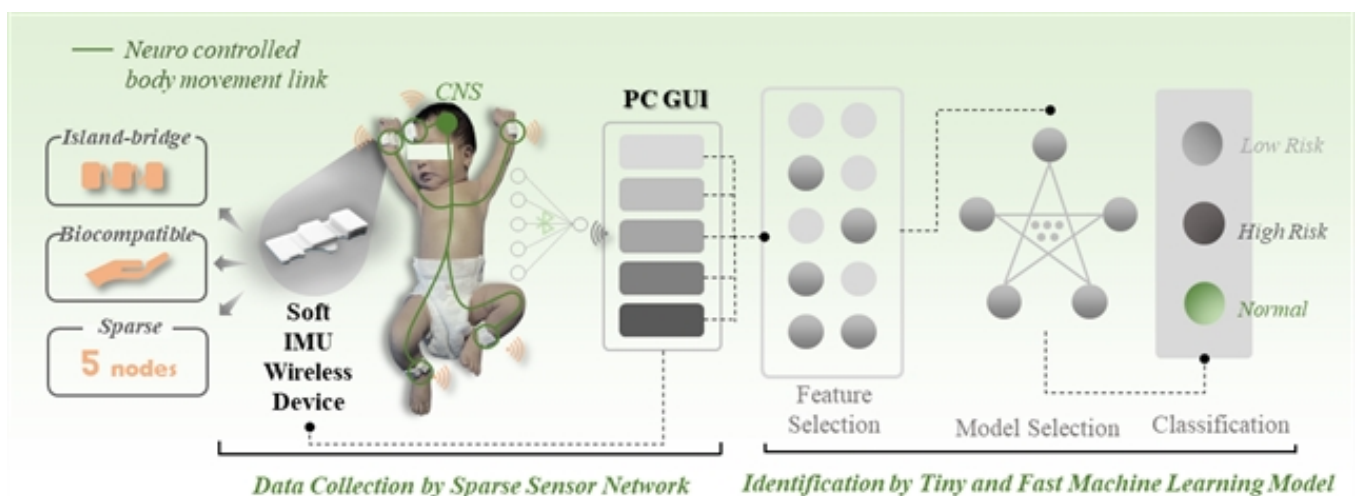 Neuro controlled
body movement link
CNS
PC GUI
Island-bridge
Biocompatible
Sparse
5 nodes
Soft
IMU
Wireless
Device
Low Risk
High Risk
Normal
Feature
Selection
Model Selection
Classification
Data Collection by Sparse Sensor Network
Identification by Tiny and Fast Machine Learning Model